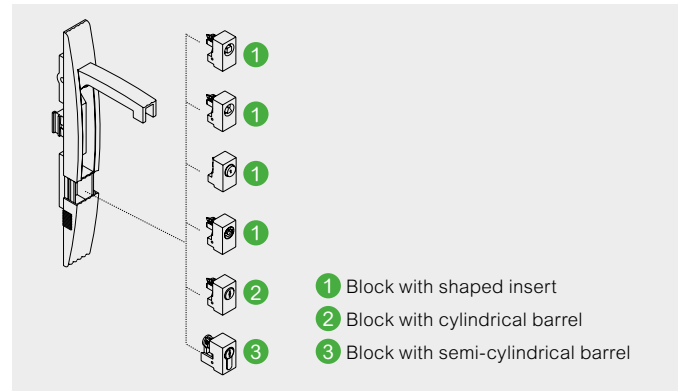 1
1
1
1
2
3
1 Block with shaped insert
2 Block with cylindrical barrel
3 Block with semi-cylindrical barrel